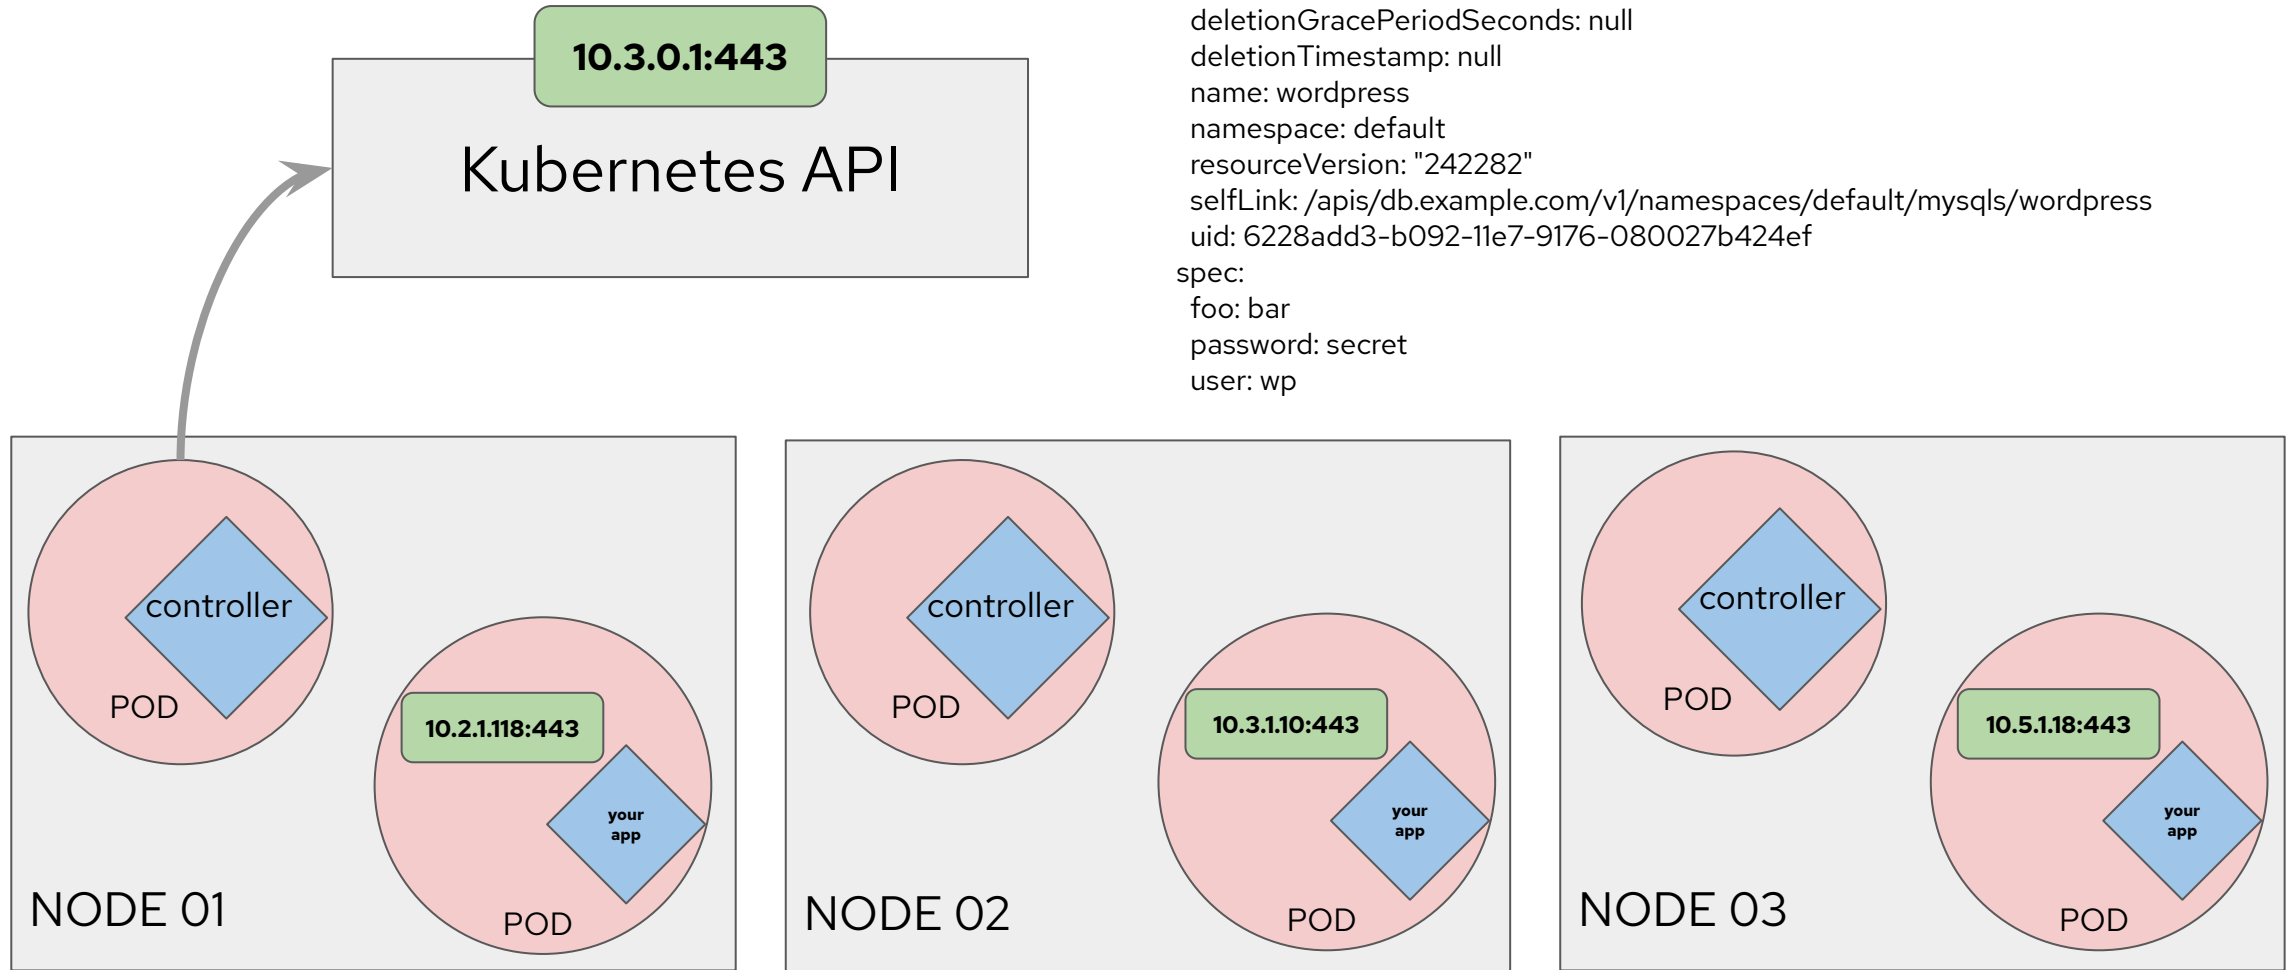 10.3.0.1:443
Kubernetes API
deletionGracePeriodSeconds: null
deletionTimestamp: null
name: wordpress
namespace: default
resourceVersion: "242282"
selfLink: /apis/db.example.com/v1/namespaces/default/mysqls/wordpress
uid: 6228add3-b092-11e7-9176-080027b424ef
spec:
foo: bar
password: secret
user: wp
controller
POD
10.2.1.118:443
your
app
POD
NODE 01
controller
POD
10.3.1.10:443
your
app
POD
NODE 02
controller
POD
10.5.1.18:443
your
app
POD
NODE 03